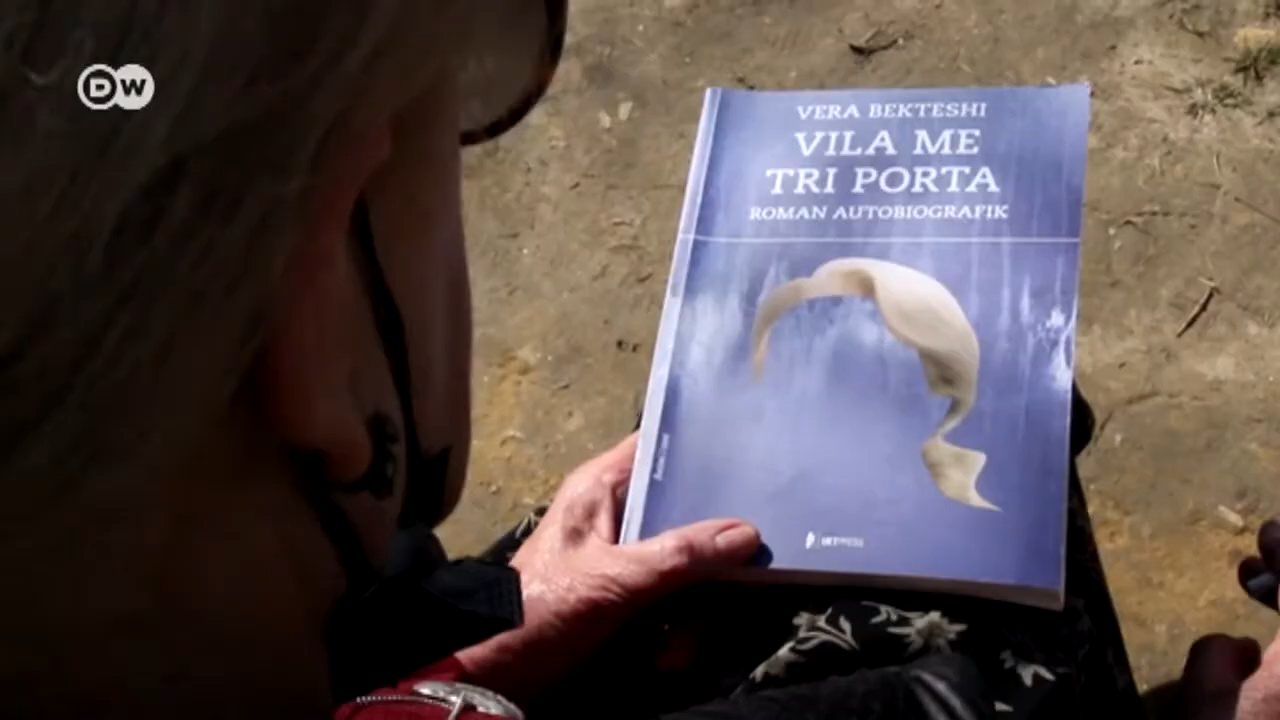 DW
VERA BEKTESHI
VILA ME
TRI PORTA
ROMAN AUTOBIOGRAFIK